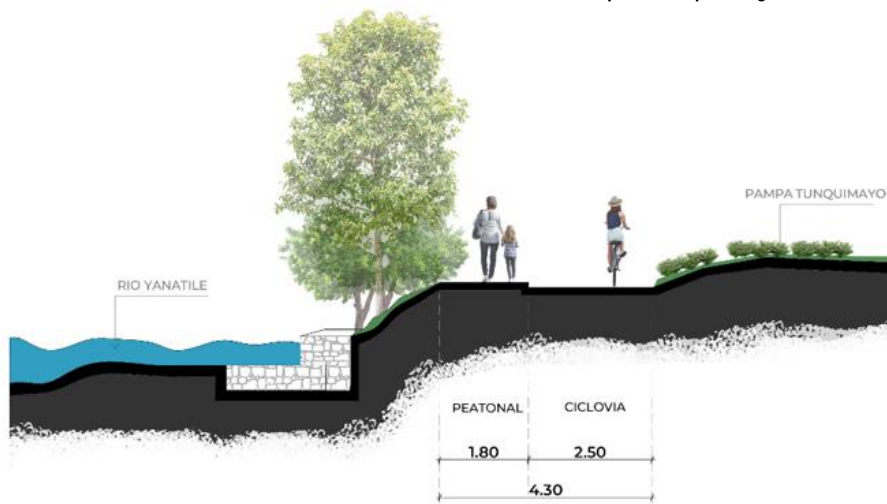 PAMPA TUNQUIMAYO
RIO YANATILE
PEATONAL
CICLOVIA
1.80
2.50
4.30